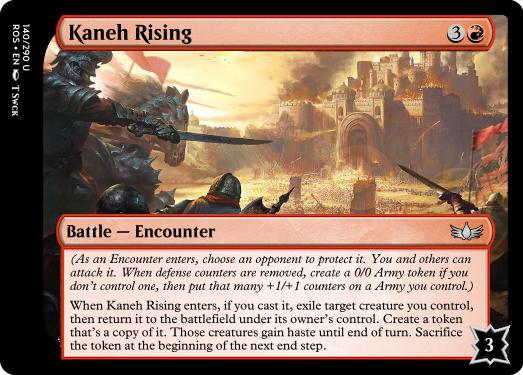 Kaneh Rising
3
Battle — Encounter
(As an Encounter enters, choose an opponent to protect it. You and others can
attack it. When defense counters are removed, create a 0/0 Army token if you
don't control one, then put that many +1/+1 counters on a Army you control.)
When Kaneh Rising enters, if you cast it, exile target creature you control,
then return it to the battlefield under its owner's control. Create a token
that's a copy of it. Those creatures gain haste until end of turn. Sacrifice
the token at the beginning of the next end step.
3
140/290 U
ROS • EN T Swck